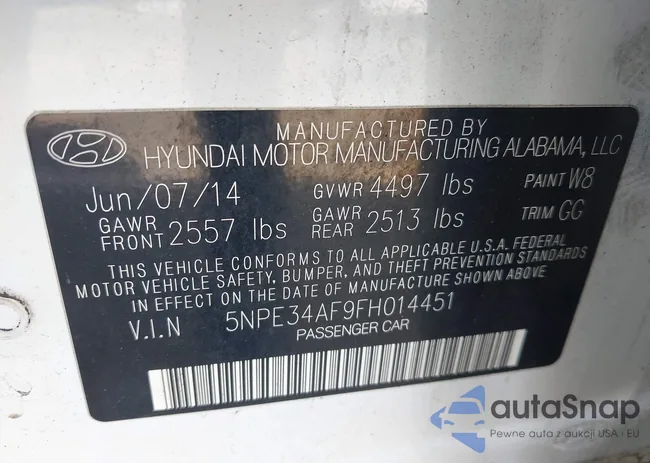 MANUFACTURED BY
HYUNDAI MOTOR MANUFACTURING ALABAMA, LLC
Jun/07/14 GVWR 4497 lbs PAINT W8
GAWR FRONT 2557 lbs GAWR REAR 2513 lbs TRIM GG
THIS VEHICLE CONFORMS TO ALL APPLICABLE U.S.A. FEDERAL
MOTOR VEHICLE SAFETY, BUMPER, AND THEFT PREVENTION STANDARDS
IN EFFECT ON THE DATE OF MANUFACTURE SHOWN ABOVE
V.I.N 5NPE34AF9FH014451
PASSENGER CAR
autaSnap
Pewne auta z aukcji USA i EU